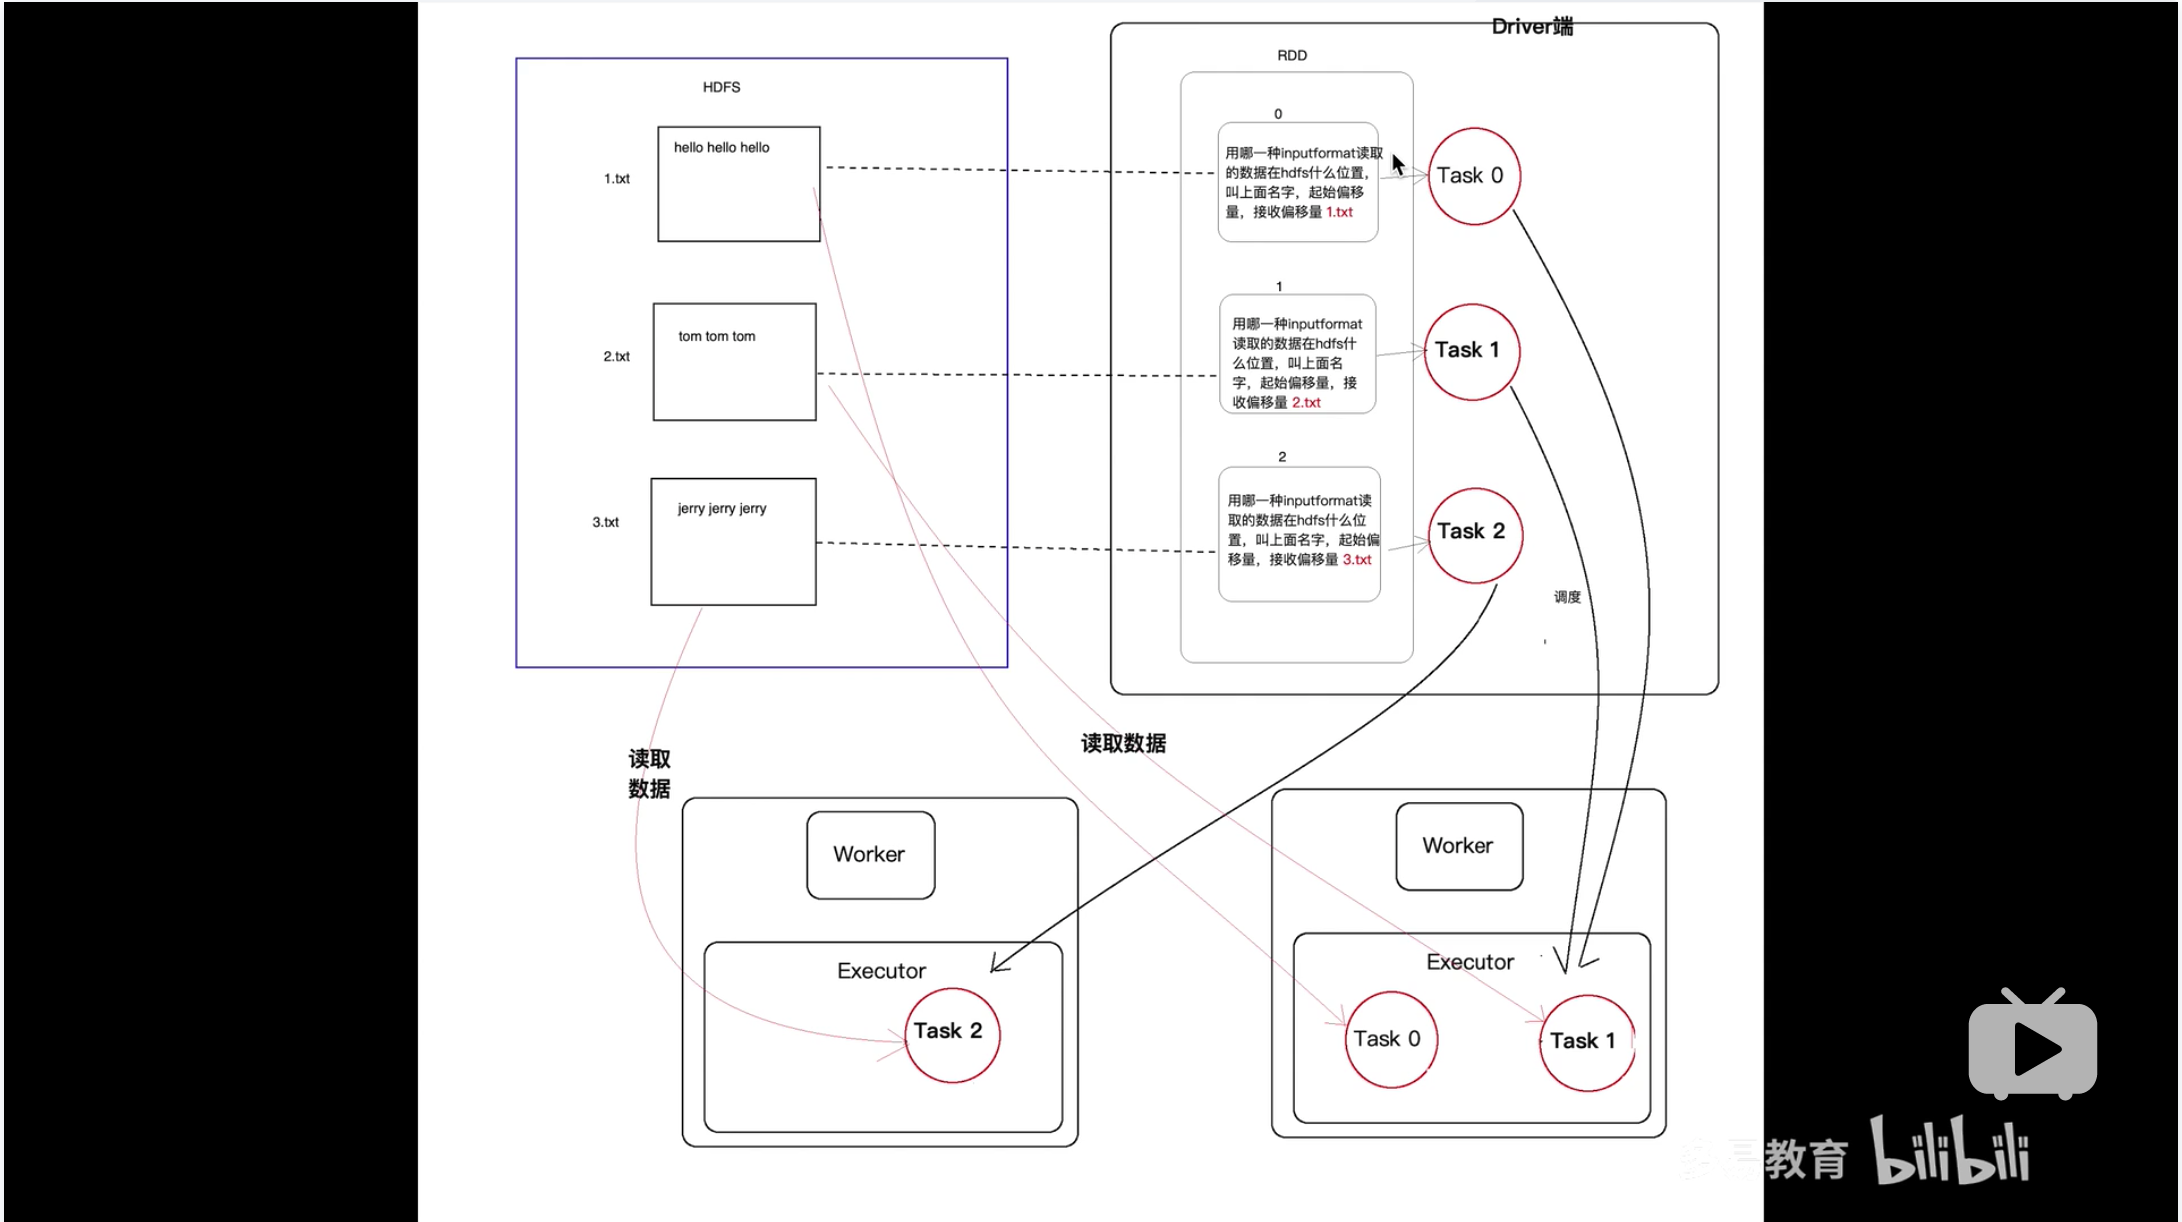 Driver端
HDFS
RDD
1.txt
hello hello hello
0
用哪一种inputformat读取
的数据在hdfs什么位置，
叫上面名字，起始偏移
量，接收偏移量 1.txt
Task 0
2.txt
tom tom tom
1
用哪一种inputformat
读取的数据在hdfs什
么位置，叫上面名
字，起始偏移量，接
收偏移量 2.txt
Task 1
3.txt
jerry jerry jerry
2
用哪一种inputformat读
取的数据在hdfs什么位
置，叫上面名字，起始偏
移量，接收偏移量 3.txt
Task 2
调度
读取
数据
读取数据
Worker
Executor
Task 2
Worker
Executor
Task 0
Task 1
教育
bilibili